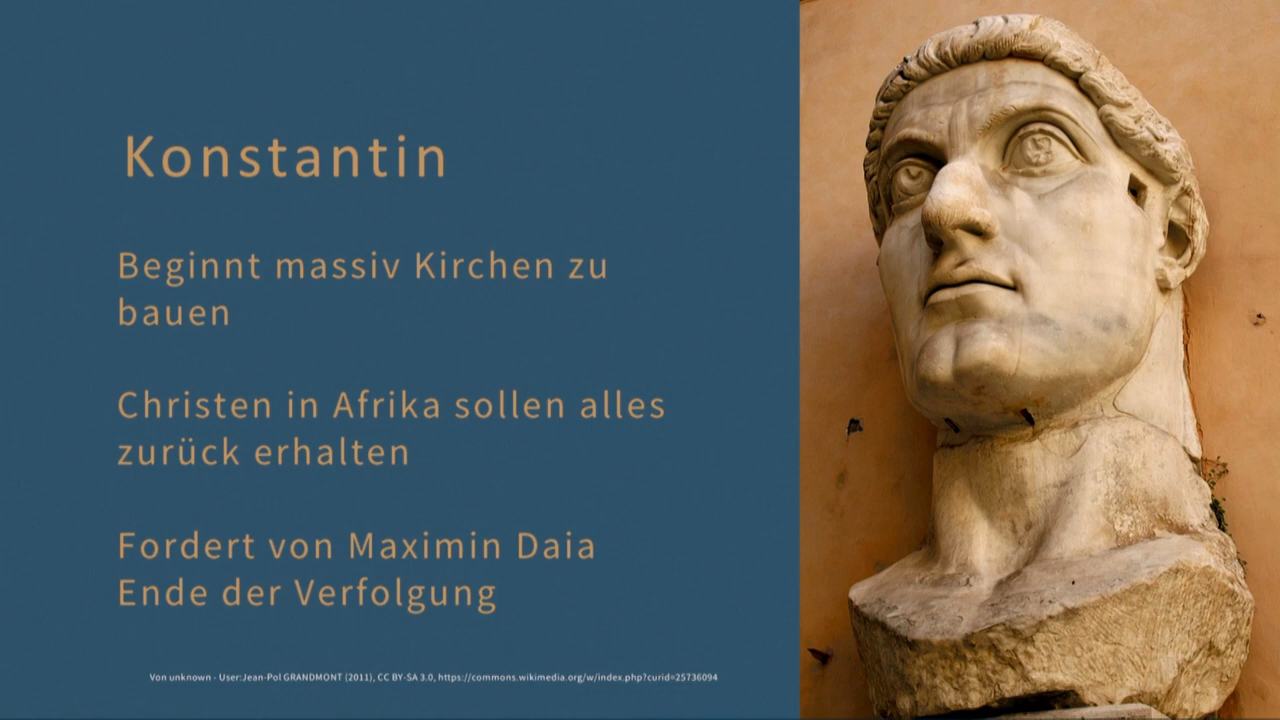 Konstantin
Beginnt massiv Kirchen zu
bauen
Christen in Afrika sollen alles
zurück erhalten
Fordert von Maximin Daia
Ende der Verfolgung
Von unknown - User:Jean-Pol GRANDMONT (2011), CC BY-SA 3.0, https://commons.wikimedia.org/w/index.php?curid=25736094